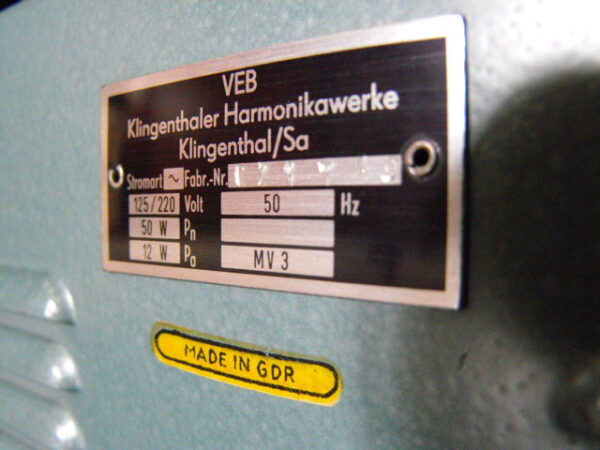 VEB
Klingenthaler Harmonikawerke
Klingenthal/Sa
Stromart ~ Fabr.-Nr.
125/220 Volt 50 Hz
50 W Pn
12 W Pa MV 3
MADE IN GDR